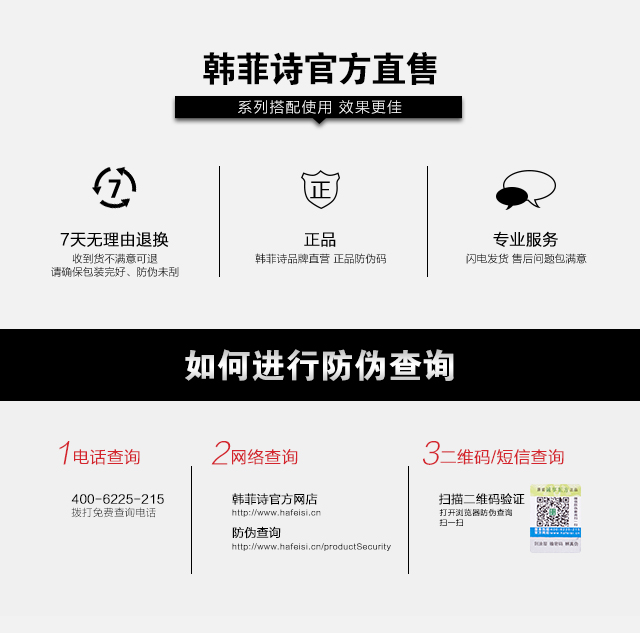 韩菲诗官方直售
系列搭配使用 效果更佳
7
正
7天无理由退换
收到货不满意可退
请确保包装完好、防伪未刮
正品
韩菲诗品牌直营 正品防伪码
专业服务
闪电发货 售后问题包满意
如何进行防伪查询
1电话查询
400-6225-215
拨打免费查询电话
2网络查询
韩菲诗官方网店
http://www.hafeisi.cn
防伪查询
http://www.hafeisi.cn/productSecurity
3二维码/短信查询
扫描二维码验证
打开浏览器防伪查询
扫一扫